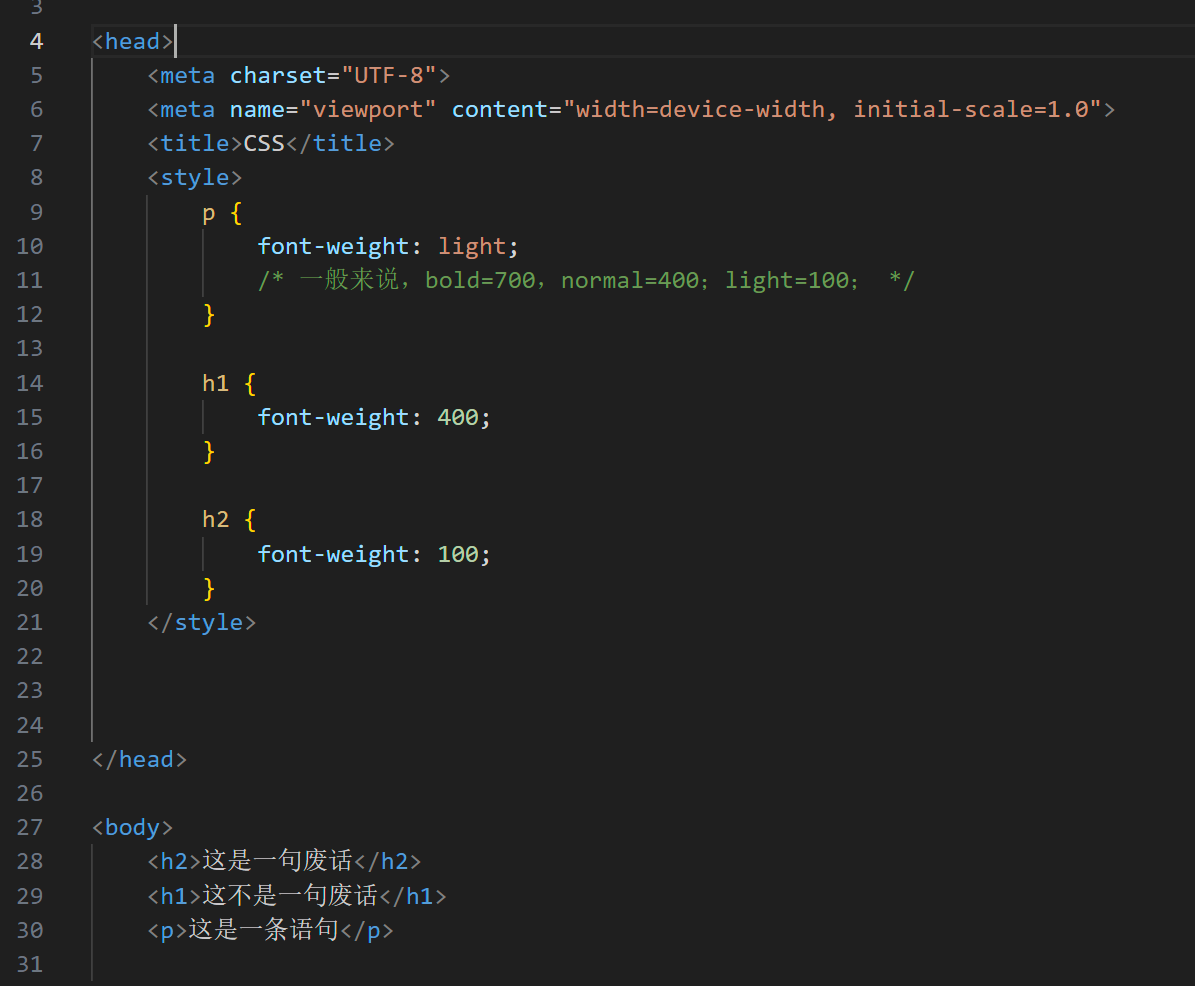 3
4 <head>
5 <meta charset="UTF-8">
6 <meta name="viewport" content="width=device-width, initial-scale=1.0">
7 <title>CSS</title>
8 <style>
9 p {
10 font-weight: light;
11 /* 一般来说，bold=700，normal=400；light=100； */
12 }
13
14 h1 {
15 font-weight: 400;
16 }
17
18 h2 {
19 font-weight: 100;
20 }
21 </style>
22
23
24
25 </head>
26
27 <body>
28 <h2>这是一句废话</h2>
29 <h1>这不是一句废话</h1>
30 <p>这是一条语句</p>
31